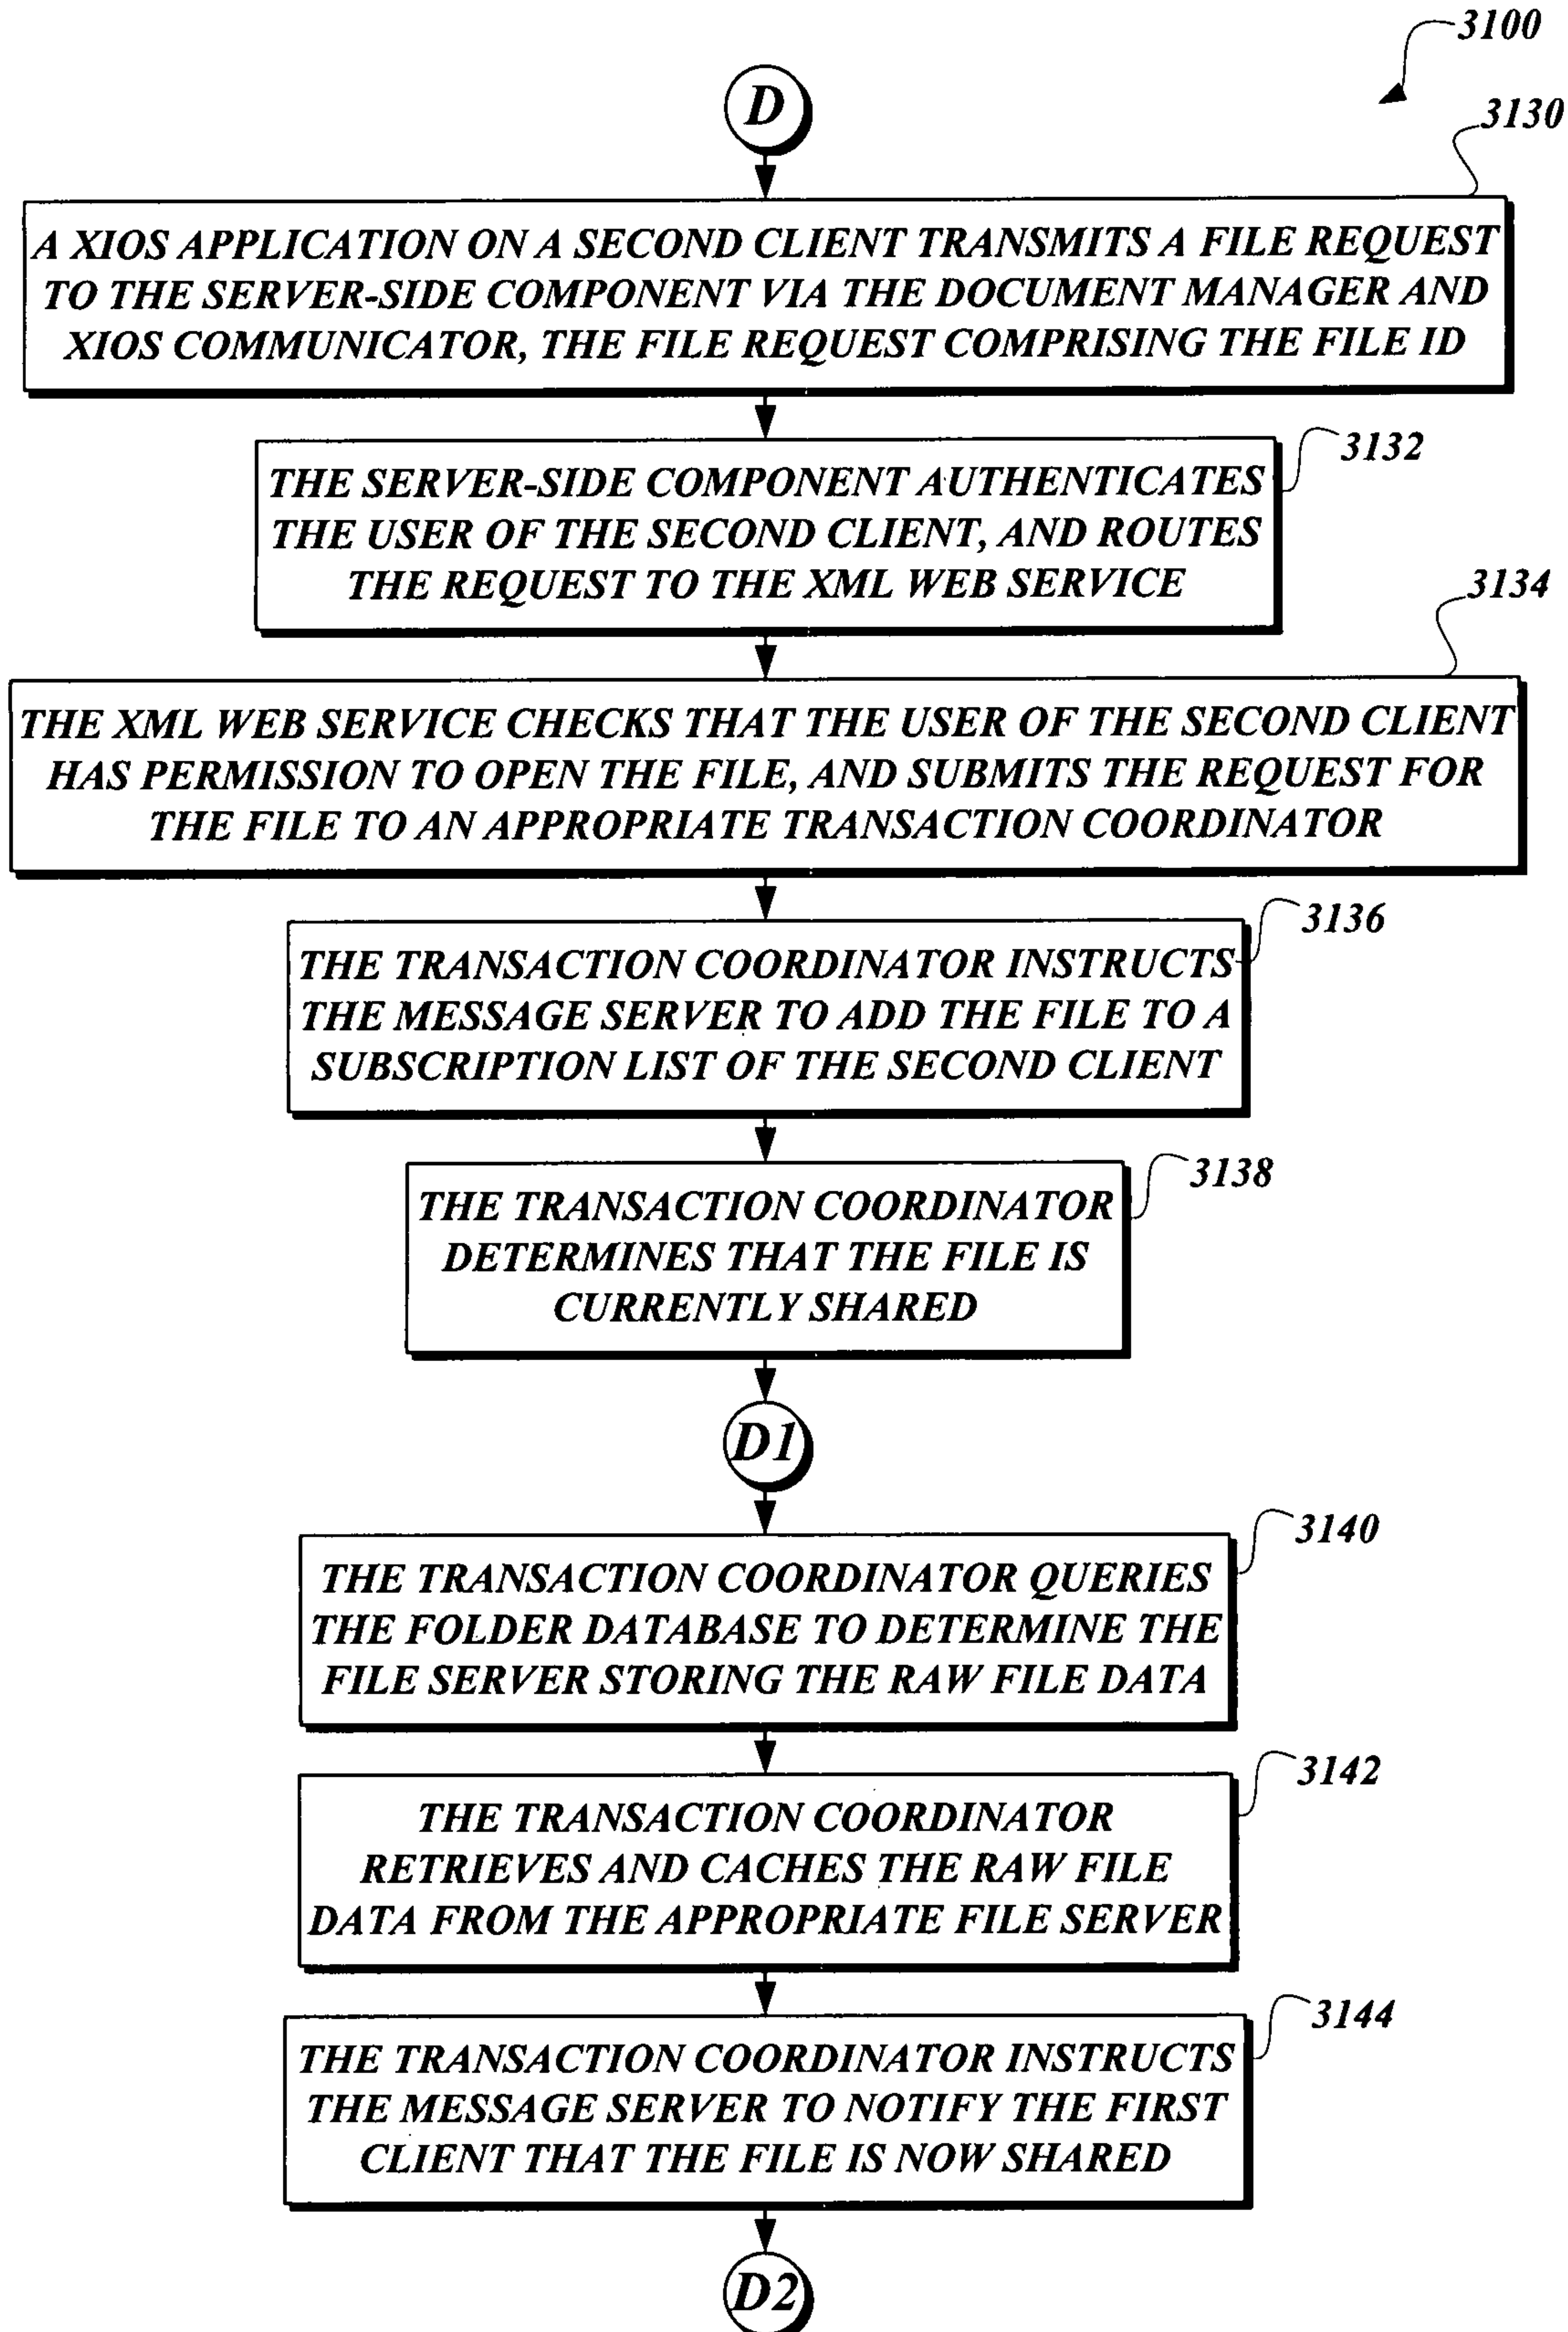 3100
D
3130
A XIOS APPLICATION ON A SECOND CLIENT TRANSMITS A FILE REQUEST
TO THE SERVER-SIDE COMPONENT VIA THE DOCUMENT MANAGER AND
XIOS COMMUNICATOR, THE FILE REQUEST COMPRISING THE FILE ID
3132
THE SERVER-SIDE COMPONENT AUTHENTICATES
THE USER OF THE SECOND CLIENT, AND ROUTES
THE REQUEST TO THE XML WEB SERVICE
3134
THE XML WEB SERVICE CHECKS THAT THE USER OF THE SECOND CLIENT
HAS PERMISSION TO OPEN THE FILE, AND SUBMITS THE REQUEST FOR
THE FILE TO AN APPROPRIATE TRANSACTION COORDINATOR
3136
THE TRANSACTION COORDINATOR INSTRUCTS
THE MESSAGE SERVER TO ADD THE FILE TO A
SUBSCRIPTION LIST OF THE SECOND CLIENT
3138
THE TRANSACTION COORDINATOR
DETERMINES THAT THE FILE IS
CURRENTLY SHARED
D1
3140
THE TRANSACTION COORDINATOR QUERIES
THE FOLDER DATABASE TO DETERMINE THE
FILE SERVER STORING THE RAW FILE DATA
3142
THE TRANSACTION COORDINATOR
RETRIEVES AND CACHES THE RAW FILE
DATA FROM THE APPROPRIATE FILE SERVER
3144
THE TRANSACTION COORDINATOR INSTRUCTS
THE MESSAGE SERVER TO NOTIFY THE FIRST
CLIENT THAT THE FILE IS NOW SHARED
D2